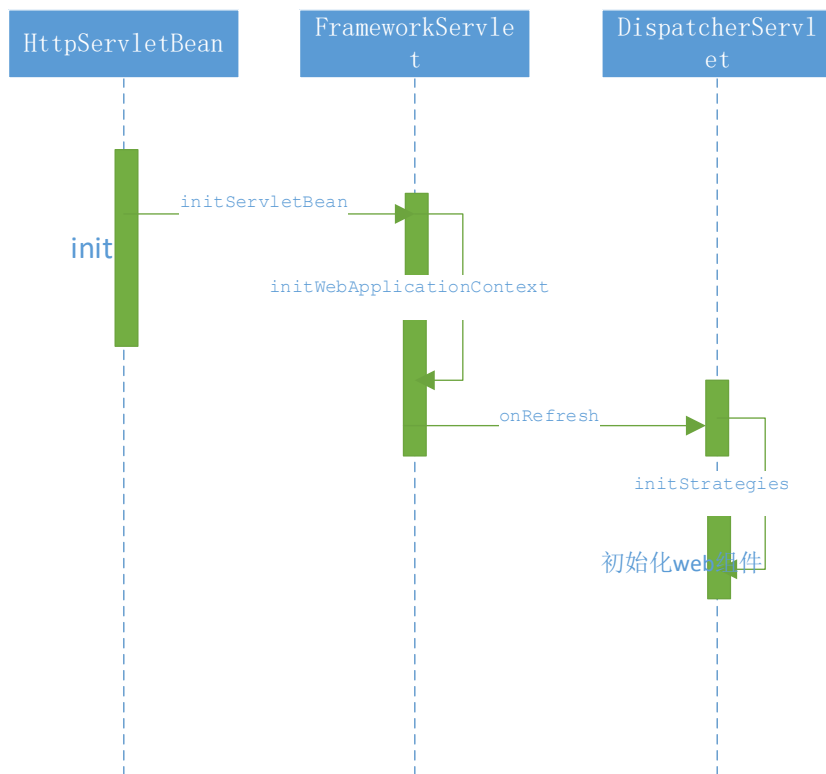 HttpServletBean
FrameworkServle
t
DispatcherServl
et
initServletBean
init
initWebApplicationContext
onRefresh
initStrategies
初始化web组件